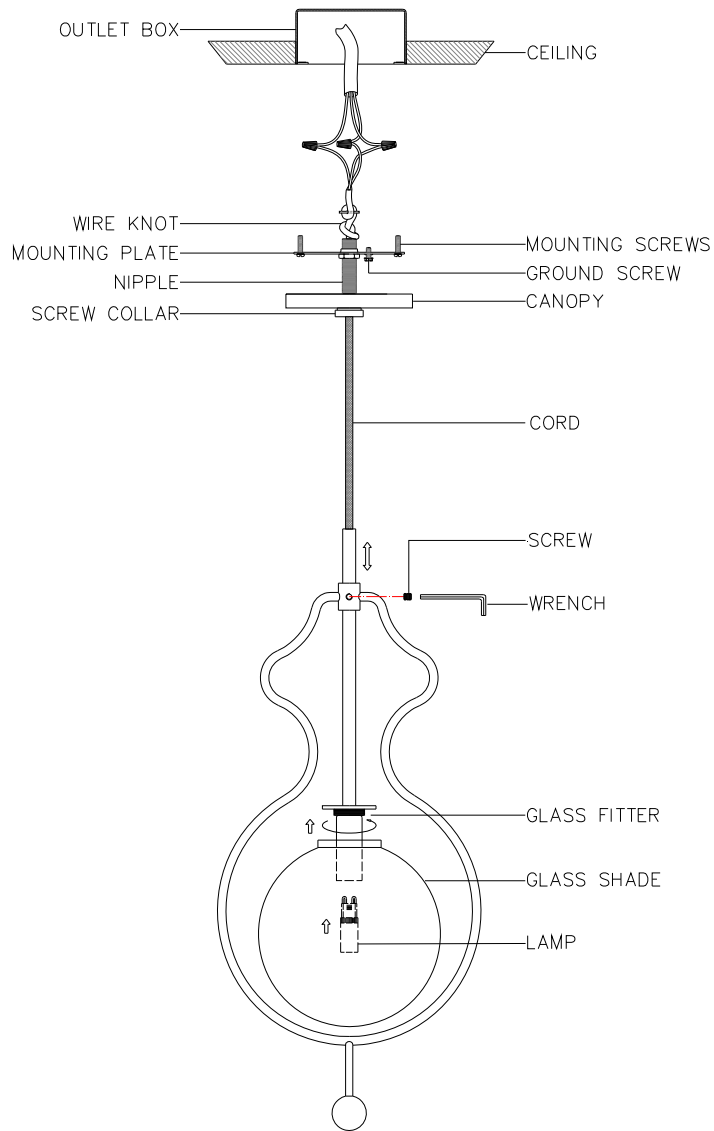 OUTLET BOX
CEILING
WIRE KNOT
MOUNTING PLATE
MOUNTING SCREWS
GROUND SCREW
NIPPLE
CANOPY
SCREW COLLAR
CORD
SCREW
WRENCH
GLASS FITTER
GLASS SHADE
LAMP